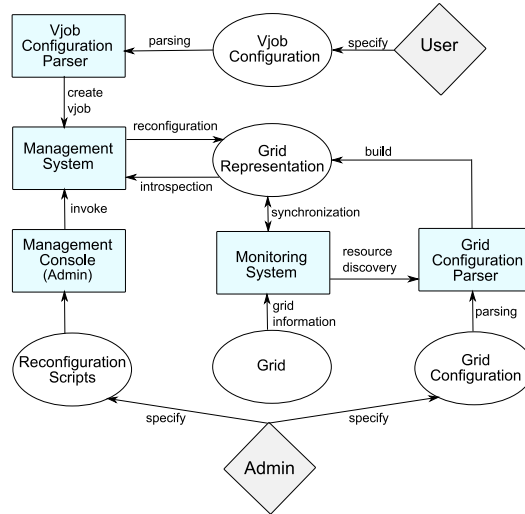 Vjob
Configuration
Parser
parsing
Vjob
Configuration
specify
User
create
vjob
Management
System
reconfiguration
introspection
Grid
Representation
build
invoke
synchronization
Management
Console
(Admin)
Monitoring
System
resource
discovery
Grid
Configuration
Parser
grid
information
parsing
Reconfiguration
Scripts
Grid
Grid
Configuration
specify
specify
Admin